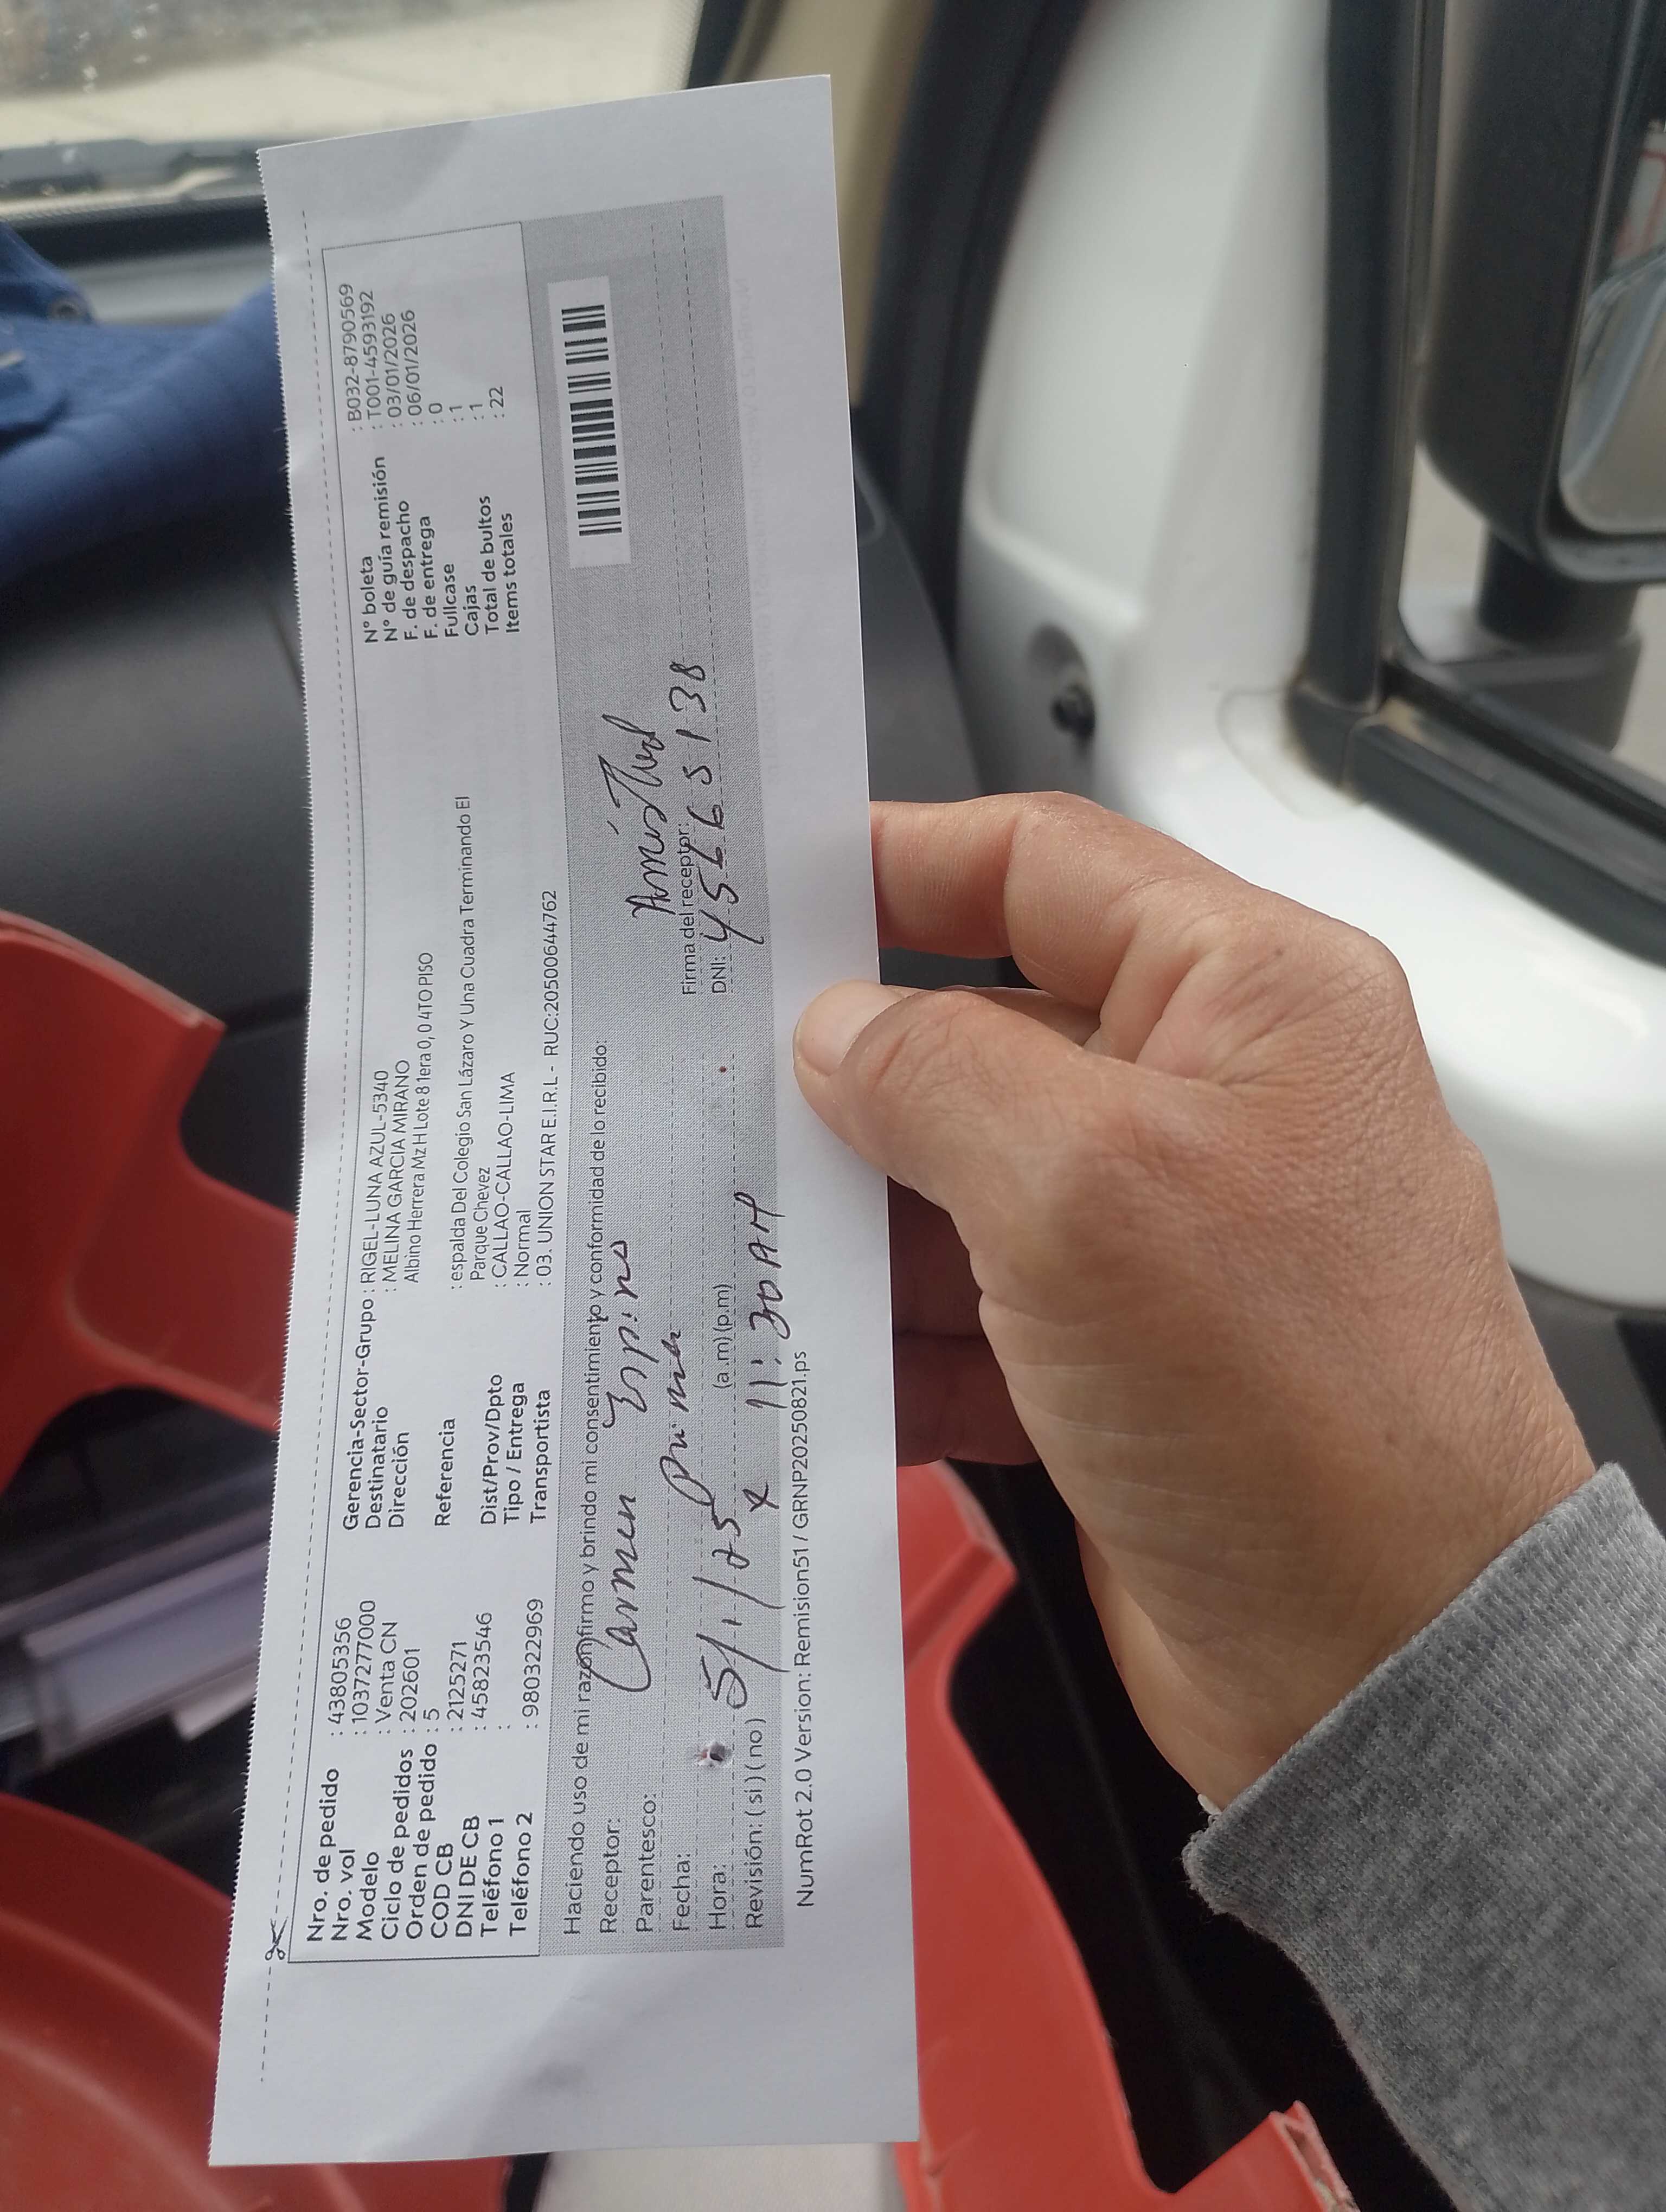 Nro. de pedido : 43805356
Nro. vol : 1037277000
Modelo : Venta CN
Ciclo de pedidos : 202601
Orden de pedido : 5
COD CB : 2125271
DNI DE CB : 45823546
Teléfono 1 :
Teléfono 2 : 980322969
Gerencia-Sector-Grupo : RIGEL-LUNA AZUL-5340
Destinatario : MELINA GARCIA MIRANO
Dirección Albino Herrera Mz H Lote 8 1era 0, 0 4TO PISO
Referencia : espalda Del Colegio San Lázaro Y Una Cuadra Terminando El
Parque Chevez
Dist/Prov/Dpto : CALLAO-CALLAO-LIMA
Tipo / Entrega : Normal
Transportista : 03. UNION STAR E.I.R.L - RUC:20500644762
N° boleta : B032-8790569
N° de guía remisión : T001-4593192
F. de despacho : 03/01/2026
F. de entrega : 06/01/2026
Fullcase : 0
Cajas : 1
Total de bultos : 1
Items totales : 22
Haciendo uso de mi razón firmo y brindo mi consentimiento y conformidad de lo recibido:
Receptor: Carmen Espino
Parentesco: Prima
Fecha: 5/1/25
Hora: (a.m) (p.m) 11:30 AM
Revisión: ( si ) ( no ) x
Firma del receptor:
DNI: 45665138
NumRot 2.0 Version: Remision51 / GRNP20250821.ps